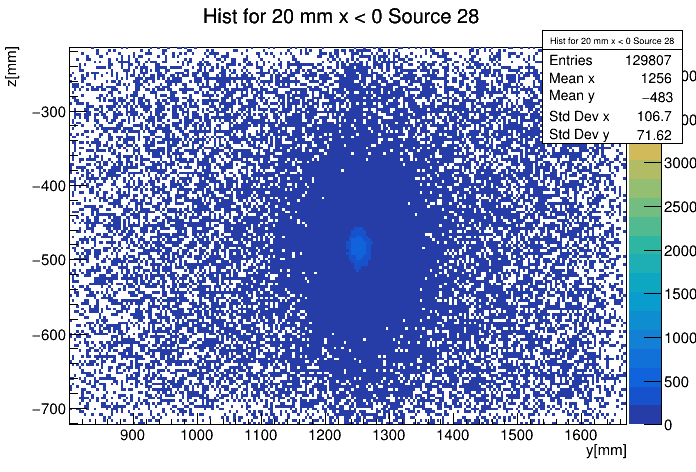 Hist for 20 mm x < 0 Source 28
z[mm]
Hist for 20 mm x < 0 Source 28
Entries 129807
Mean x 1256
Mean y −483
Std Dev x 106.7
Std Dev y 71.62
−300
−400
−500
−600
−700
3000
2500
2000
1500
1000
500
0
900 1000 1100 1200 1300 1400 1500 1600
y[mm]